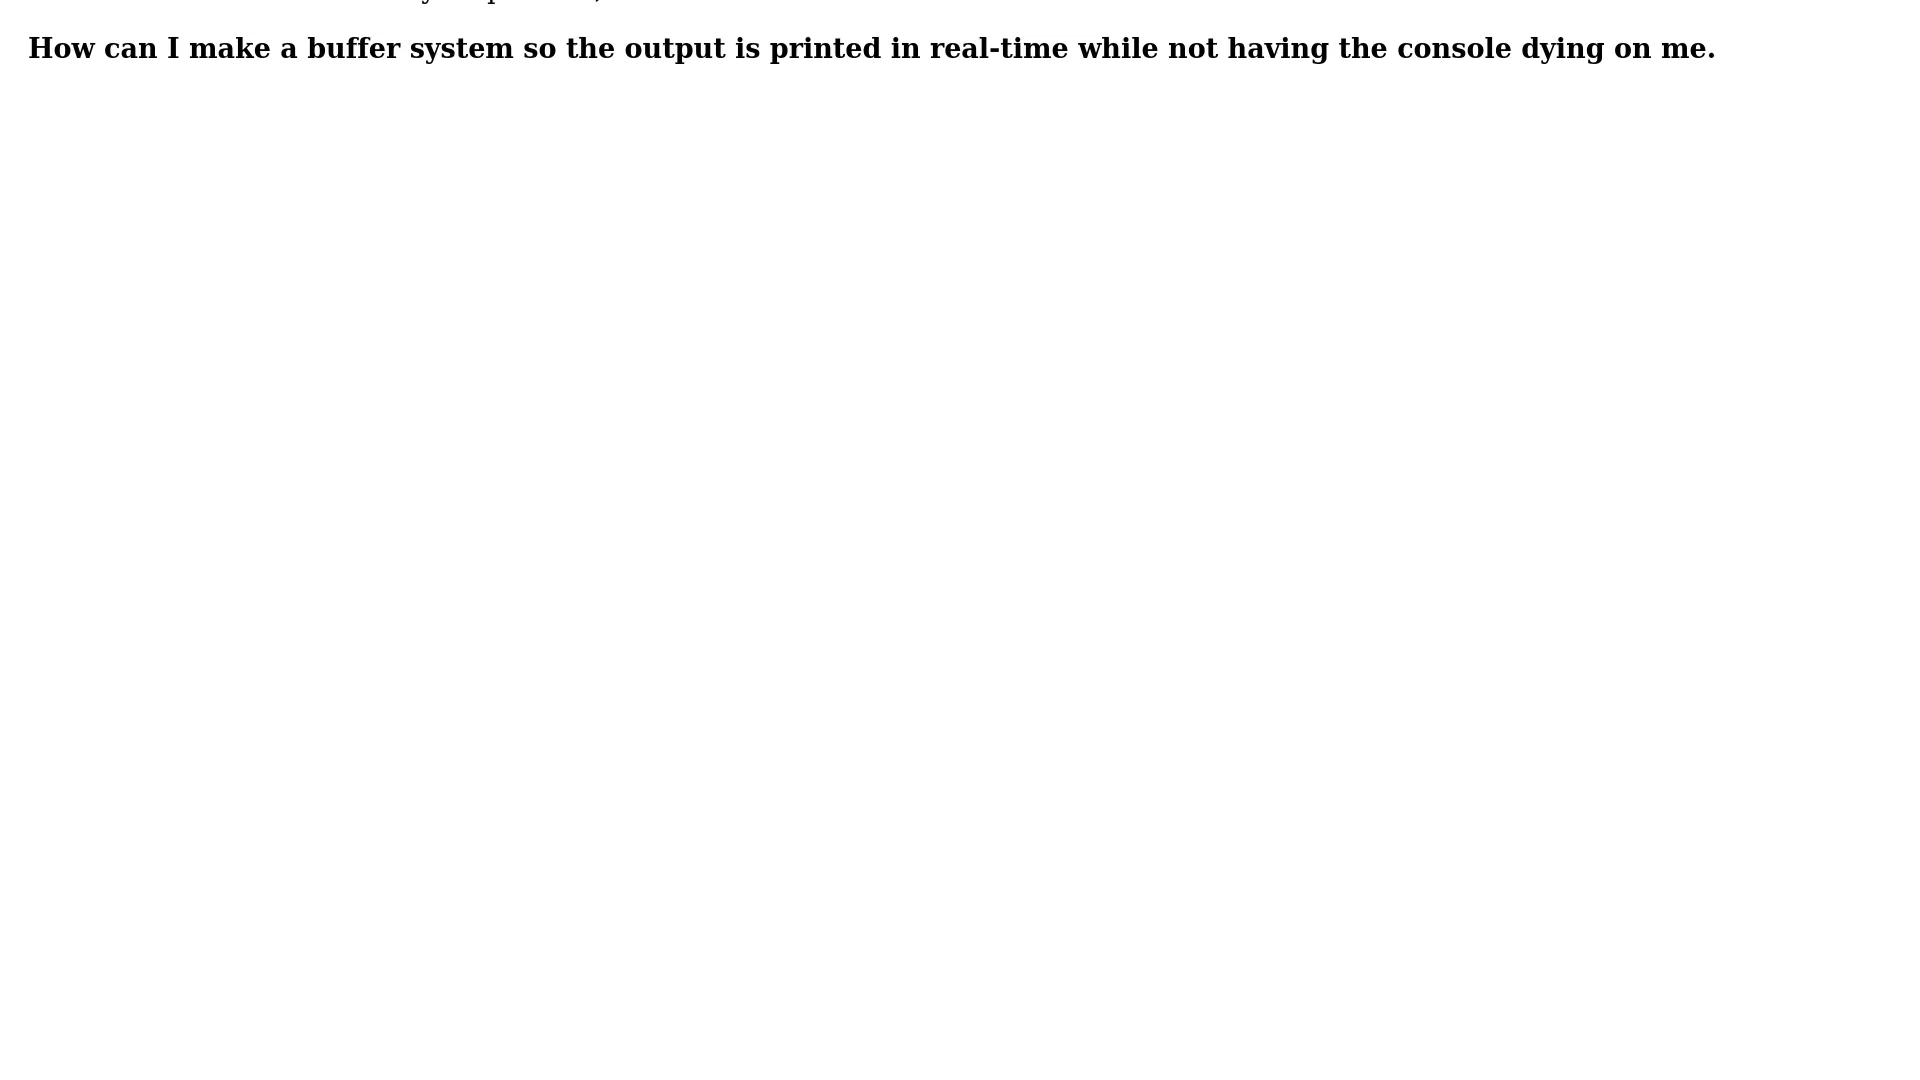 How can I make a buffer system so the output is printed in real-time while not having the console dying on me.